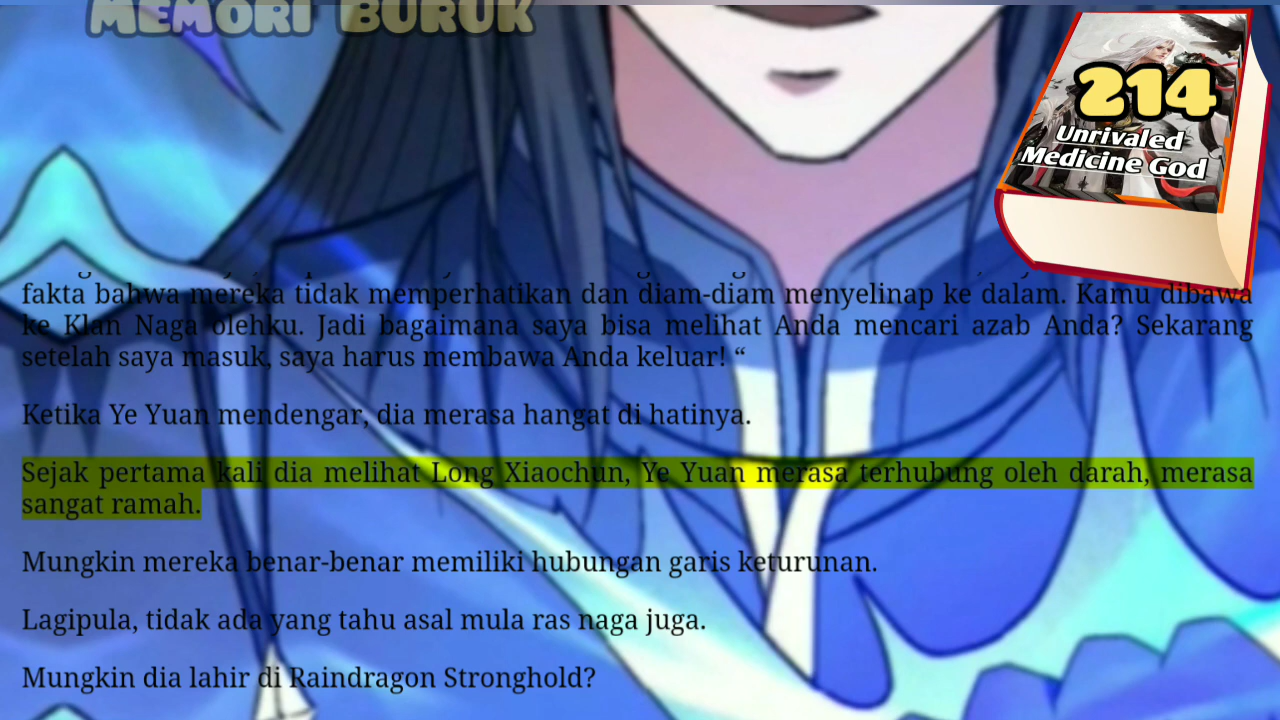 MEMORI BURUK
214
Unrivaled
Medicine God
fakta bahwa mereka tidak memperhatikan dan diam-diam menyelinap ke dalam. Kamu dibawa
ke Klan Naga olehku. Jadi bagaimana saya bisa melihat Anda mencari azab Anda? Sekarang
setelah saya masuk, saya harus membawa Anda keluar! “
Ketika Ye Yuan mendengar, dia merasa hangat di hatinya.
Sejak pertama kali dia melihat Long Xiaochun, Ye Yuan merasa terhubung oleh darah, merasa
sangat ramah.
Mungkin mereka benar-benar memiliki hubungan garis keturunan.
Lagipula, tidak ada yang tahu asal mula ras naga juga.
Mungkin dia lahir di Raindragon Stronghold?